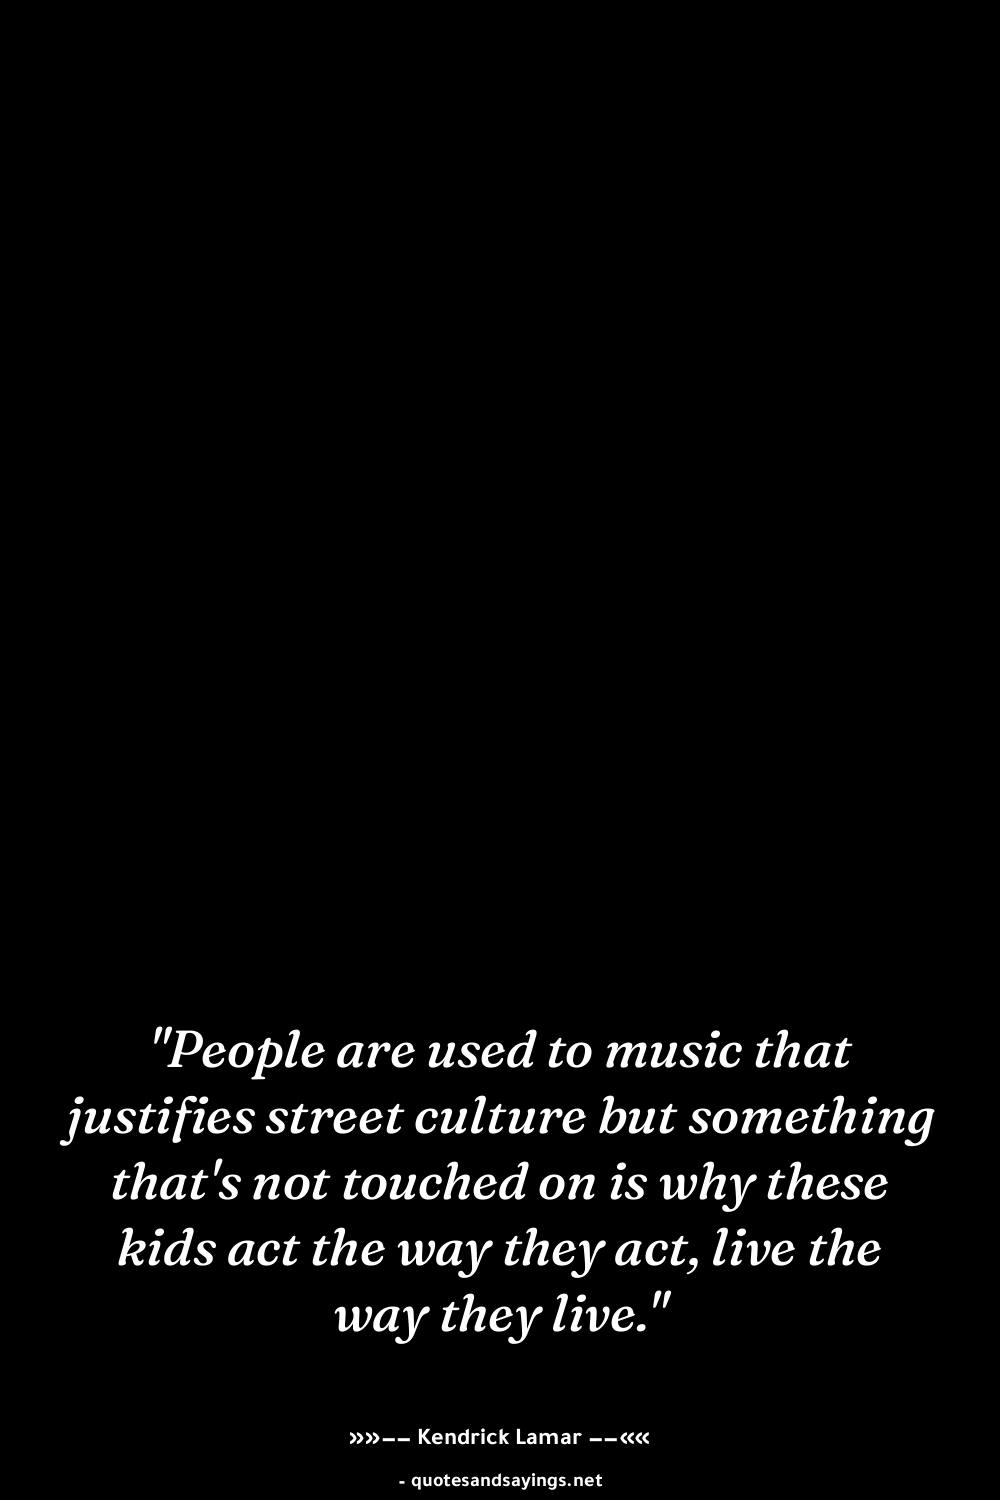 "People are used to music that
justifies street culture but something
that's not touched on is why these
kids act the way they act, live the
way they live."
»»–– Kendrick Lamar ––««
- quotesandsayings.net